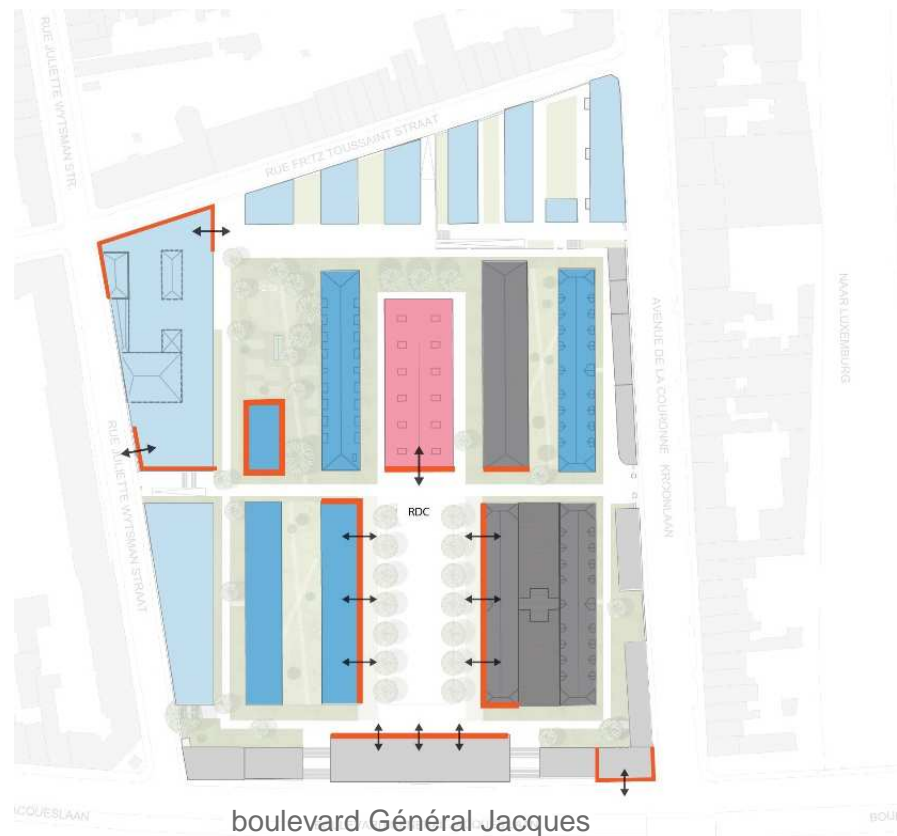 RUE JULIETTE WYTSMAN STR.
RUE FRITZ TOUSSAINT STRAAT
AVENUE DE LA COURONNE KROONLAAN
NAAR LUXEMBURG
RUE JULIETTE WYTSMAN STRAAT
RDC
JACQUESLAAN
boulevard Général Jacques